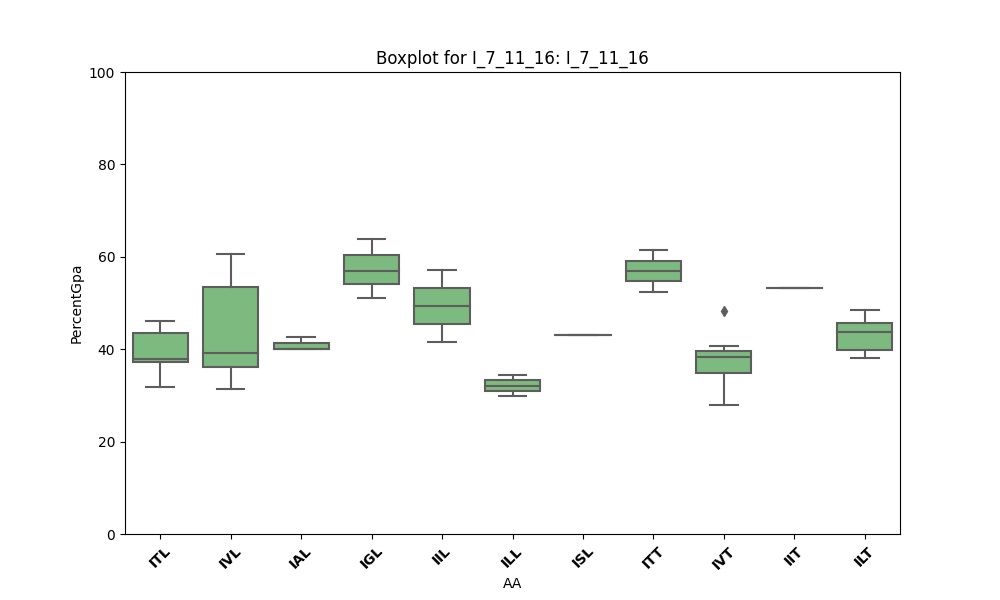 Boxplot for I_7_11_16: I_7_11_16
100
80
60
40
20
0
PercentGpa
ITL IVL IAL IGL IIL ILL ISL ITT IVT IIT ILT
AA